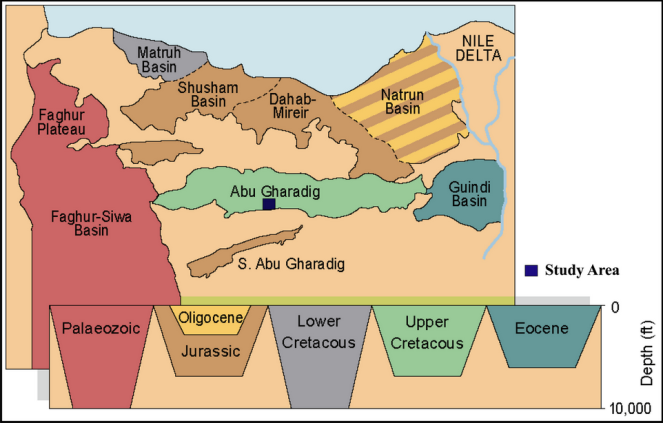 Matruh
Basin
NILE
DELTA
Shusham
Basin
Dahab-
Mireir
Natrun
Basin
Faghur
Plateau
Abu Gharadig
Guindi
Basin
Faghur-Siwa
Basin
S. Abu Gharadig
Study Area
0
Palaeozoic
Oligocene
Jurassic
Lower
Cretacous
Upper
Cretacous
Eocene
Depth (ft)
10,000